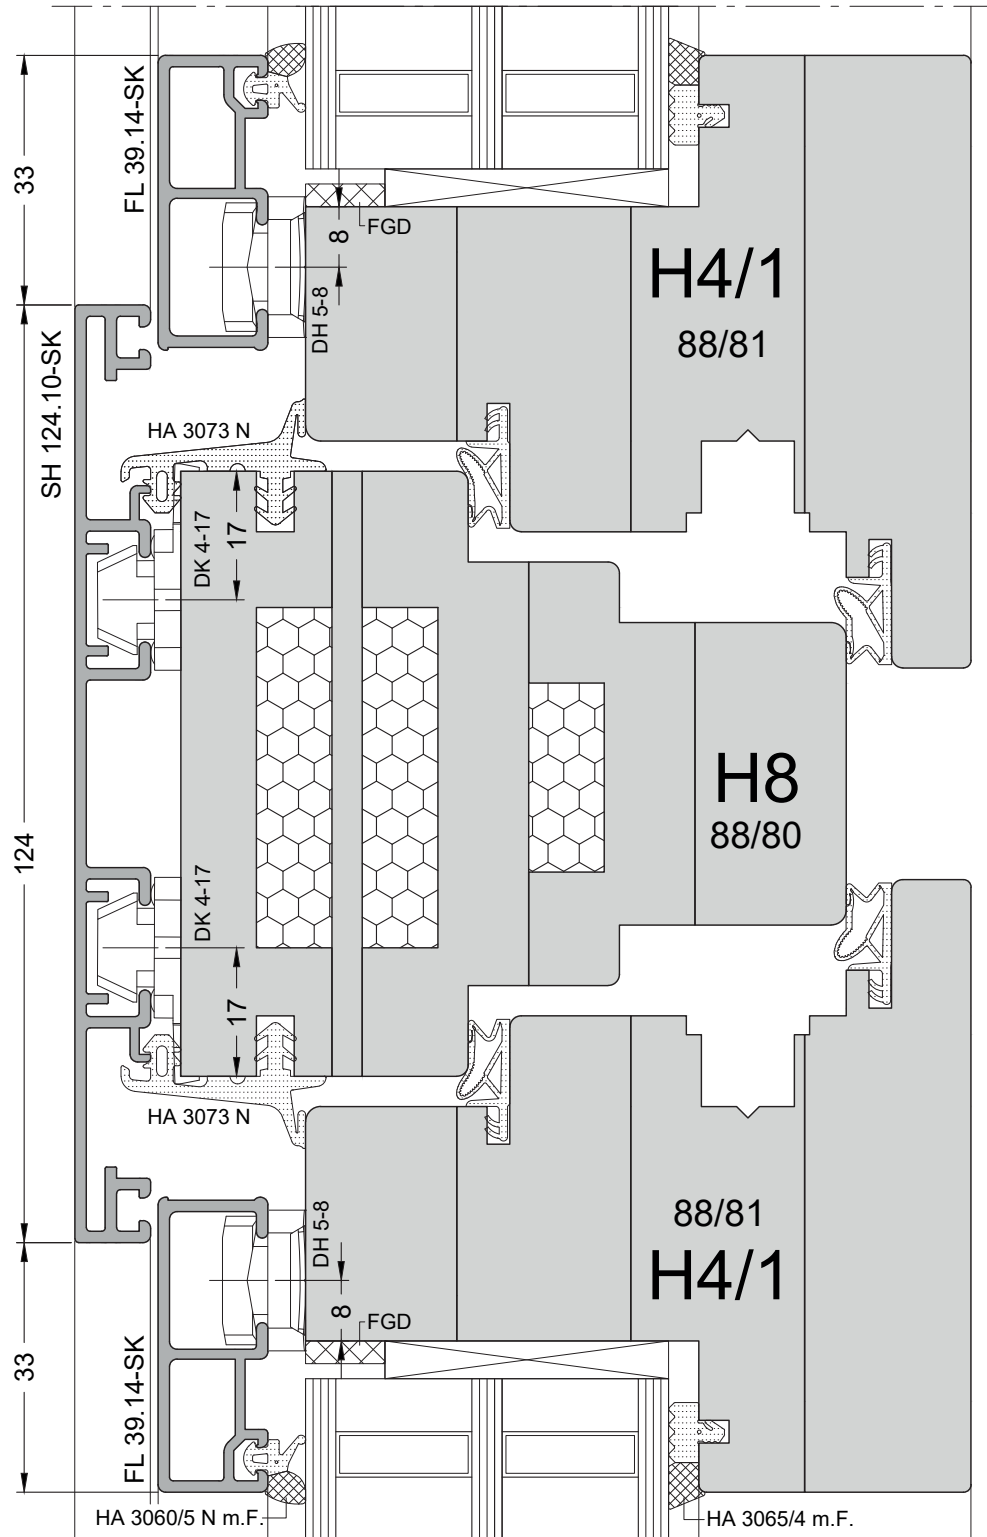 33
FL 39.14-SK
FGD
8
DH 5-8
H4/1
88/81
SH 124.10-SK
HA 3073 N
DK 4-17
17
124
H8
88/80
DK 4-17
17
HA 3073 N
88/81
H4/1
DH 5-8
8
FGD
33
FL 39.14-SK
HA 3060/5 N m.F.
HA 3065/4 m.F.